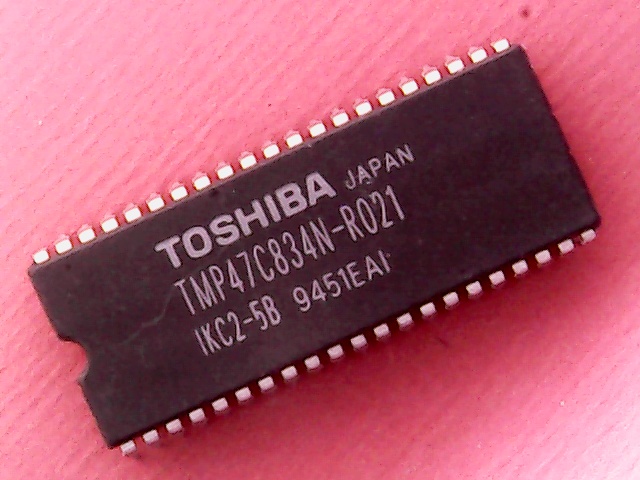 TOSHIBA JAPAN
TMP47C834N-R021
IKC2-5B 9451EAI